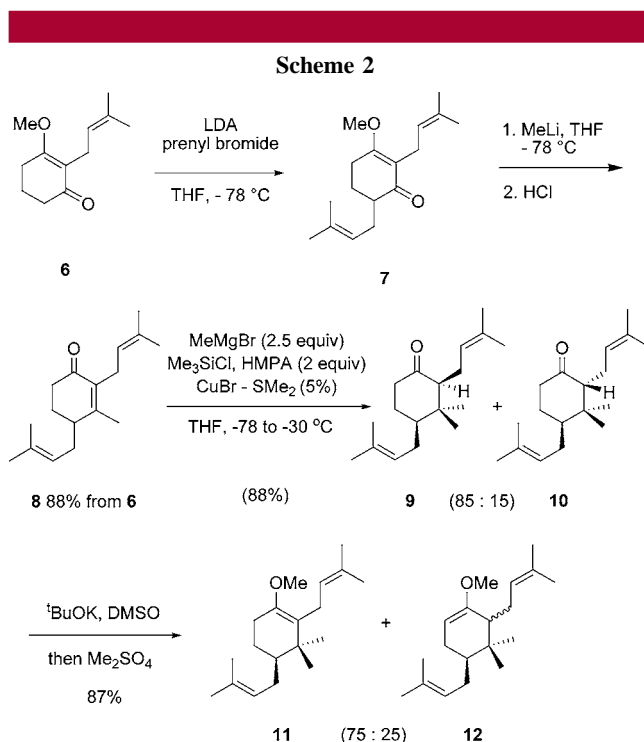 Scheme 2
MeO
O
6
LDA
prenyl bromide
THF, - 78 °C
MeO
O
7
1. MeLi, THF
- 78 °C
2. HCl
O
8 88% from 6
MeMgBr (2.5 equiv)
Me3SiCl, HMPA (2 equiv)
CuBr - SMe2 (5%)
THF, -78 to -30 °C
(88%)
O
H
9
+
(85 : 15)
O
H
10
tBuOK, DMSO
then Me2SO4
87%
OMe
11
+
(75 : 25)
OMe
12